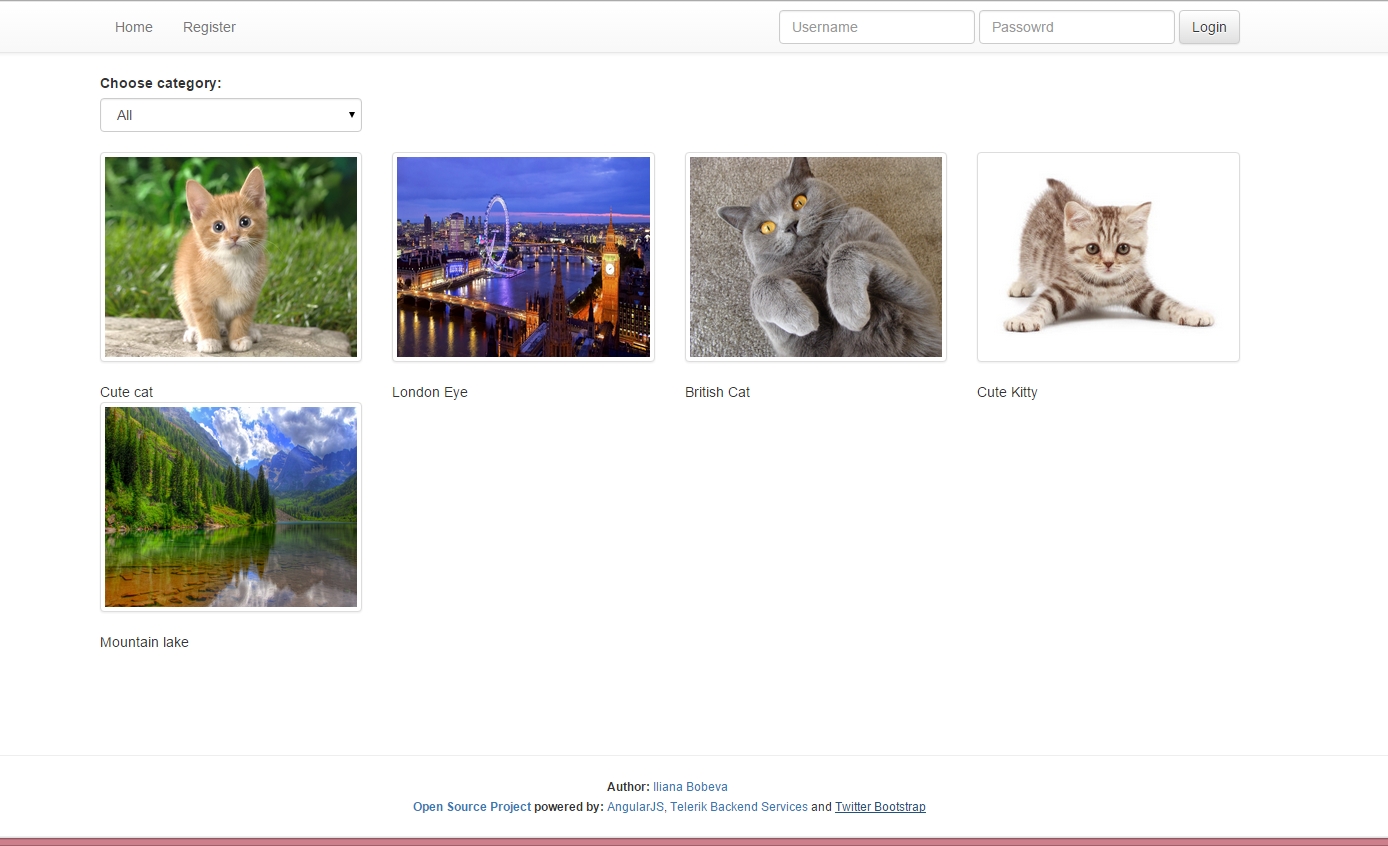 Home Register Username Passowrd Login
Choose category:
All
Cute cat London Eye British Cat Cute Kitty
Mountain lake
Author: Iliana Bobeva
Open Source Project powered by: AngularJS, Telerik Backend Services and Twitter Bootstrap